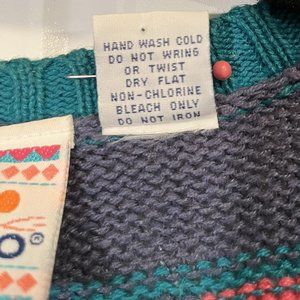 HAND WASH COLD
DO NOT WRING
OR TWIST
DRY FLAT
NON-CHLORINE
BLEACH ONLY
DO NOT IRON
O®